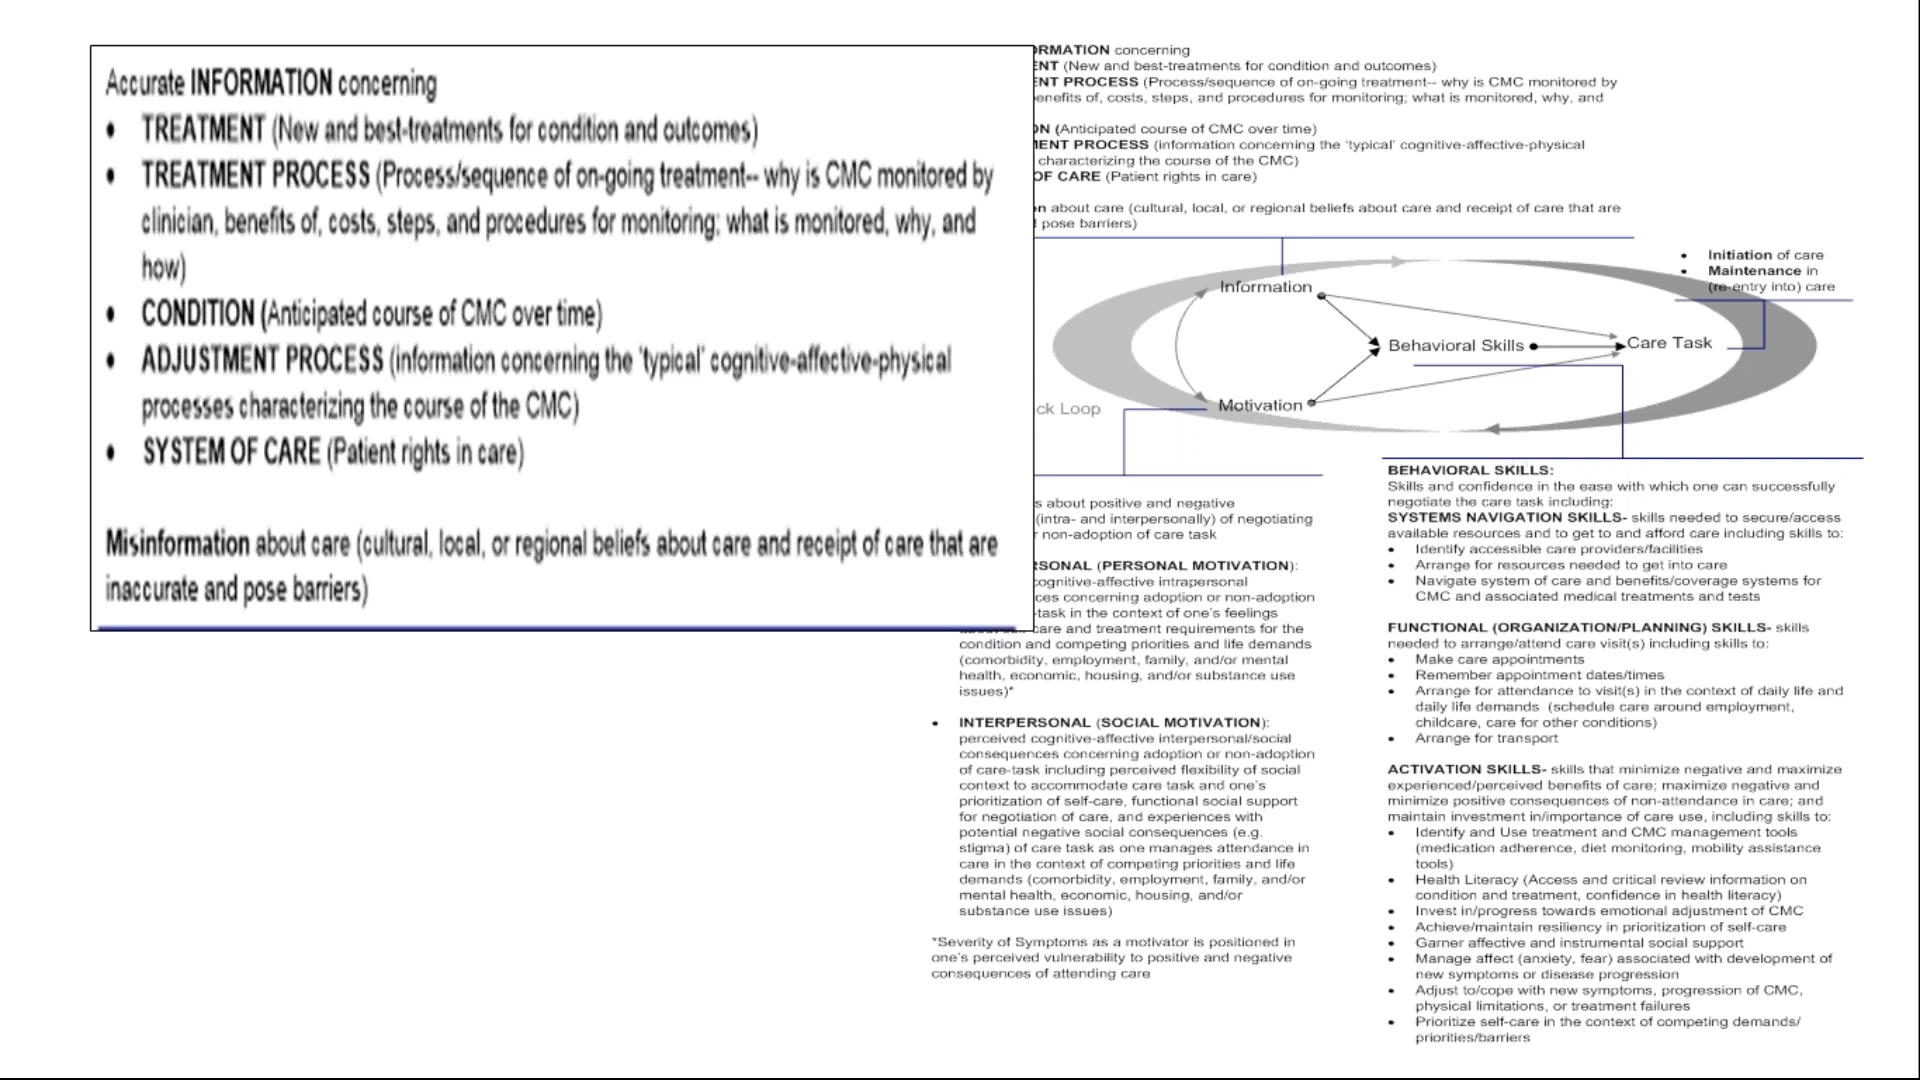 Accurate INFORMATION concerning
• TREATMENT (New and best-treatments for condition and outcomes)
• TREATMENT PROCESS (Process/sequence of on-going treatment-- why is CMC monitored by
clinician, benefits of, costs, steps, and procedures for monitoring; what is monitored, why, and
how)
• CONDITION (Anticipated course of CMC over time)
• ADJUSTMENT PROCESS (information concerning the 'typical' cognitive-affective-physical
processes characterizing the course of the CMC)
• SYSTEM OF CARE (Patient rights in care)
Misinformation about care (cultural, local, or regional beliefs about care and receipt of care that are
inaccurate and pose barriers)
RMATION concerning
ENT (New and best-treatments for condition and outcomes)
ENT PROCESS (Process/sequence of on-going treatment-- why is CMC monitored by
enefits of, costs, steps, and procedures for monitoring; what is monitored, why, and
ON (Anticipated course of CMC over time)
MENT PROCESS (information concerning the 'typical' cognitive-affective-physical
characterizing the course of the CMC)
OF CARE (Patient rights in care)
n about care (cultural, local, or regional beliefs about care and receipt of care that are
pose barriers)
• Initiation of care
• Maintenance in
(re-entry into) care
Information
Behavioral Skills
Care Task
Motivation
ck Loop
s about positive and negative
(intra- and interpersonally) of negotiating
r non-adoption of care task
RSONAL (PERSONAL MOTIVATION):
cognitive-affective intrapersonal
ces concerning adoption or non-adoption
-task in the context of one's feelings
care and treatment requirements for the
condition and competing priorities and life demands
(comorbidity, employment, family, and/or mental
health, economic, housing, and/or substance use
issues)*
• INTERPERSONAL (SOCIAL MOTIVATION):
perceived cognitive-affective interpersonal/social
consequences concerning adoption or non-adoption
of care-task including perceived flexibility of social
context to accommodate care task and one's
prioritization of self-care, functional social support
for negotiation of care, and experiences with
potential negative social consequences (e.g.
stigma) of care task as one manages attendance in
care in the context of competing priorities and life
demands (comorbidity, employment, family, and/or
mental health, economic, housing, and/or
substance use issues)
*Severity of Symptoms as a motivator is positioned in
one's perceived vulnerability to positive and negative
consequences of attending care
BEHAVIORAL SKILLS:
Skills and confidence in the ease with which one can successfully
negotiate the care task including:
SYSTEMS NAVIGATION SKILLS- skills needed to secure/access
available resources and to get to and afford care including skills to:
• Identify accessible care providers/facilities
• Arrange for resources needed to get into care
• Navigate system of care and benefits/coverage systems for
CMC and associated medical treatments and tests
FUNCTIONAL (ORGANIZATION/PLANNING) SKILLS- skills
needed to arrange/attend care visit(s) including skills to:
• Make care appointments
• Remember appointment dates/times
• Arrange for attendance to visit(s) in the context of daily life and
daily life demands (schedule care around employment,
childcare, care for other conditions)
• Arrange for transport
ACTIVATION SKILLS- skills that minimize negative and maximize
experienced/perceived benefits of care; maximize negative and
minimize positive consequences of non-attendance in care; and
maintain investment in/importance of care use, including skills to:
• Identify and Use treatment and CMC management tools
(medication adherence, diet monitoring, mobility assistance
tools)
• Health Literacy (Access and critical review information on
condition and treatment, confidence in health literacy)
• Invest in/progress towards emotional adjustment of CMC
• Achieve/maintain resiliency in prioritization of self-care
• Garner affective and instrumental social support
• Manage affect (anxiety, fear) associated with development of
new symptoms or disease progression
• Adjust to/cope with new symptoms, progression of CMC,
physical limitations, or treatment failures
• Prioritize self-care in the context of competing demands/
priorities/barriers